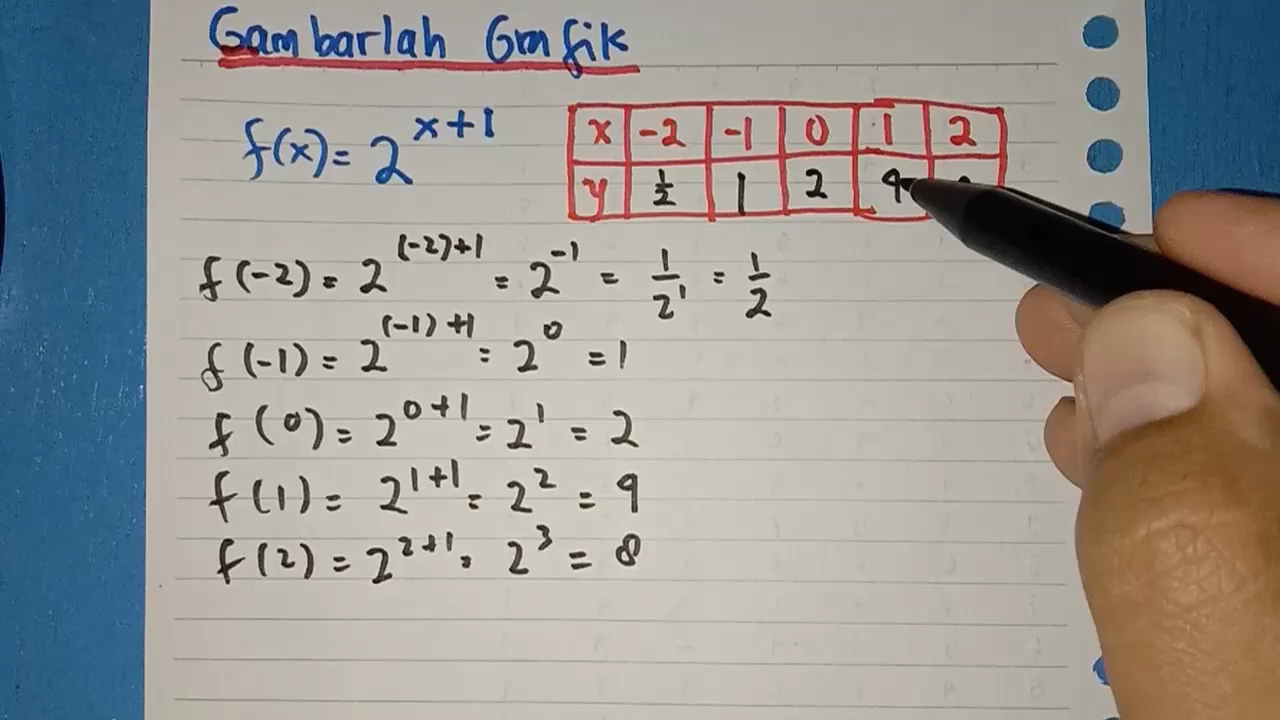 Gambarlah Grafik
f(x) = 2^{x+1}
x -2 -1 0 1 2
y 1/2 1 2 4
f(-2) = 2^{(-2)+1} = 2^{-1} = 1/2^1 = 1/2
f(-1) = 2^{(-1)+1} = 2^0 = 1
f(0) = 2^{0+1} = 2^1 = 2
f(1) = 2^{1+1} = 2^2 = 4
f(2) = 2^{2+1} = 2^3 = 8